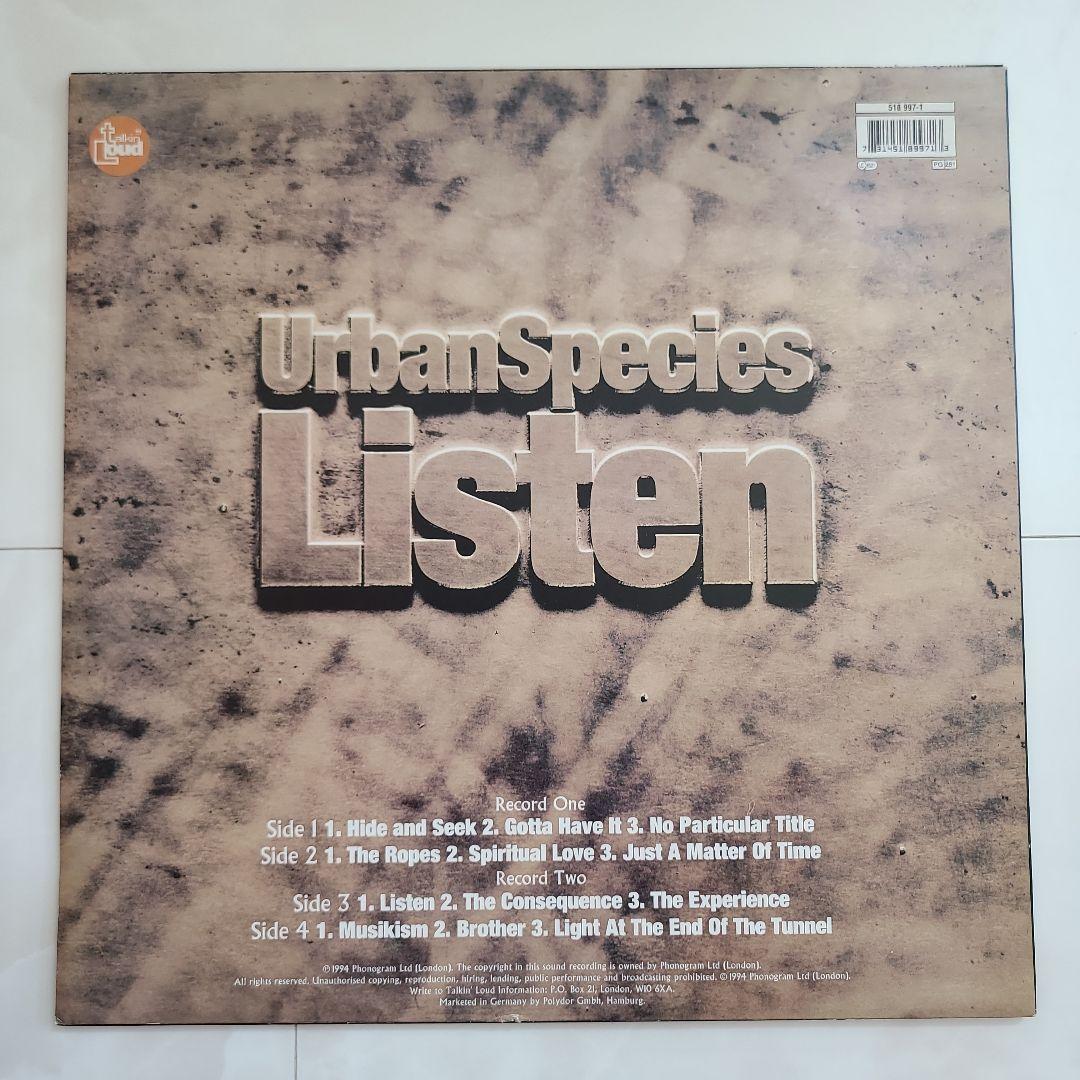 talkin
Loud
518 997-1
7 31451 89971 3
UrbanSpecies
Listen
Record One
Side 1 1. Hide and Seek 2. Gotta Have It 3. No Particular Title
Side 2 1. The Ropes 2. Spiritual Love 3. Just A Matter Of Time
Record Two
Side 3 1. Listen 2. The Consequence 3. The Experience
Side 4 1. Musikism 2. Brother 3. Light At The End Of The Tunnel
℗ 1994 Phonogram Ltd (London). The copyright in this sound recording is owned by Phonogram Ltd (London).
All rights reserved. Unauthorised copying, reproduction, hiring, lending, public performance and broadcasting prohibited. © 1994 Phonogram Ltd (London).
Write to Talkin' Loud Information: P.O. Box 21, London, W10 6XA.
Marketed in Germany by Polydor Gmbh, Hamburg.